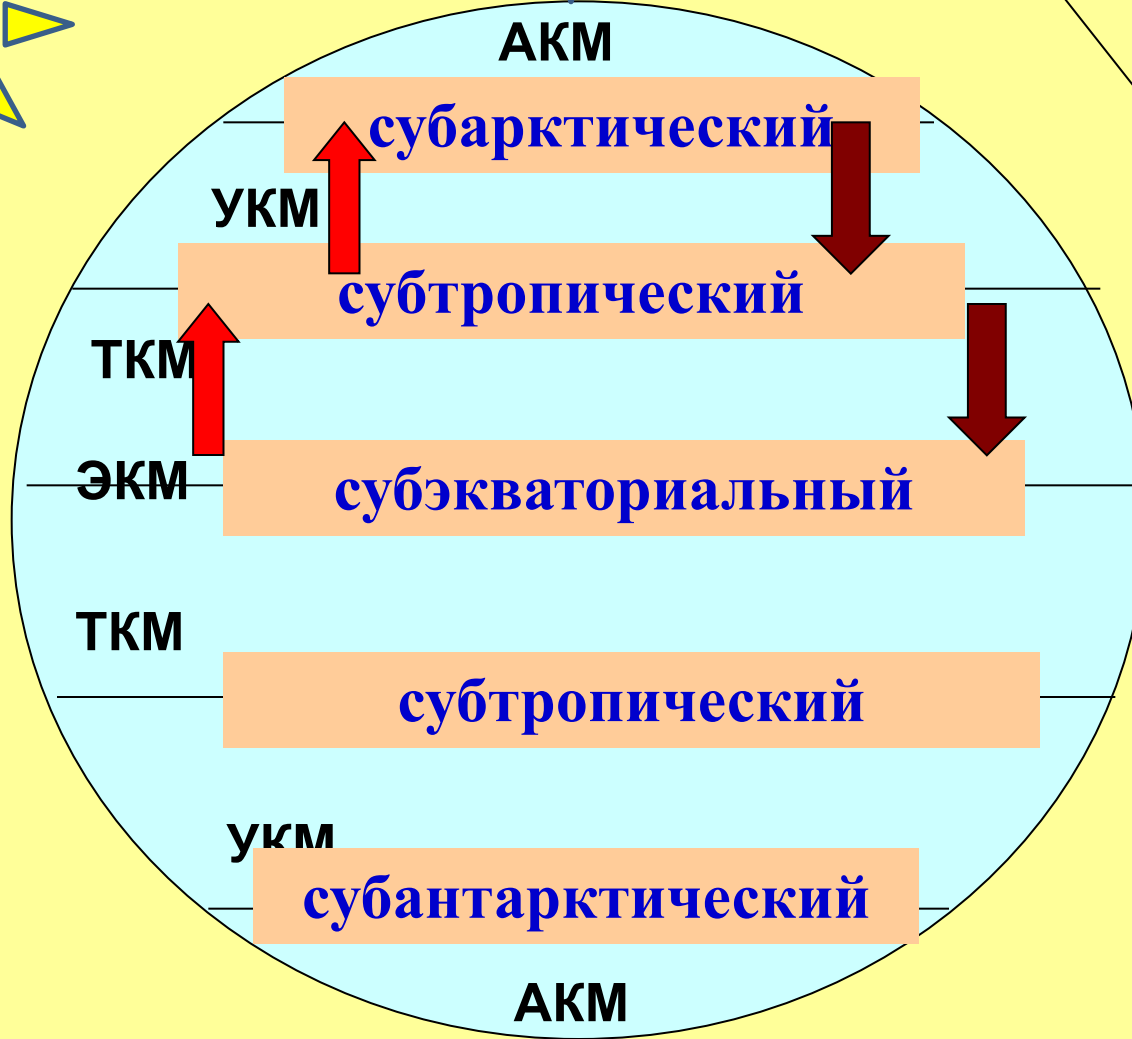 АКМ
субарктический
УКМ
субтропический
ТКМ
ЭКМ
субэкваториальный
ТКМ
субтропический
УКМ
субантарктический
АКМ